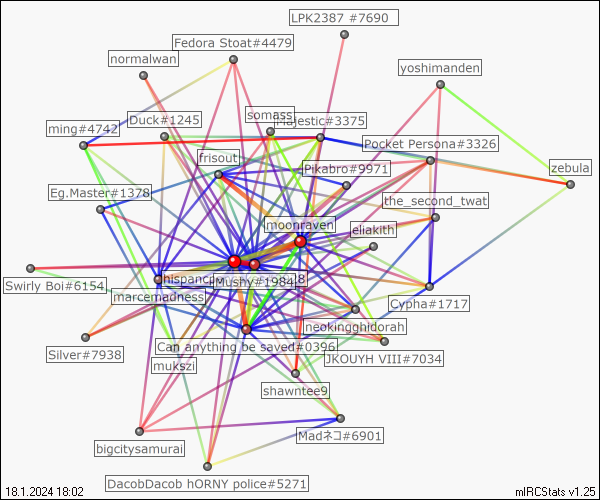 LPK2387 #7690
Fedora Stoat#4479
normalwan
yoshimanden
somass
Duck#1245
Majestic#3375
ming#4742
Pocket Persona#3326
frisout
Pikabro#9971
zebula
Eg.Master#1378
the_second_twat
moonraven
jeliakith
Swirly Boi#6154
Mushy#1984
marcemadness
Cypha#1717
neokingghidorah
Can anything be saved#0396
Silver#7938
JKOUYH VIII#7034
mukszi
shawntee9
Madネコ#6901
bigcitysamurai
DacobDacob hORNY police#5271
18.1.2024 18:02
mIRCStats v1.25